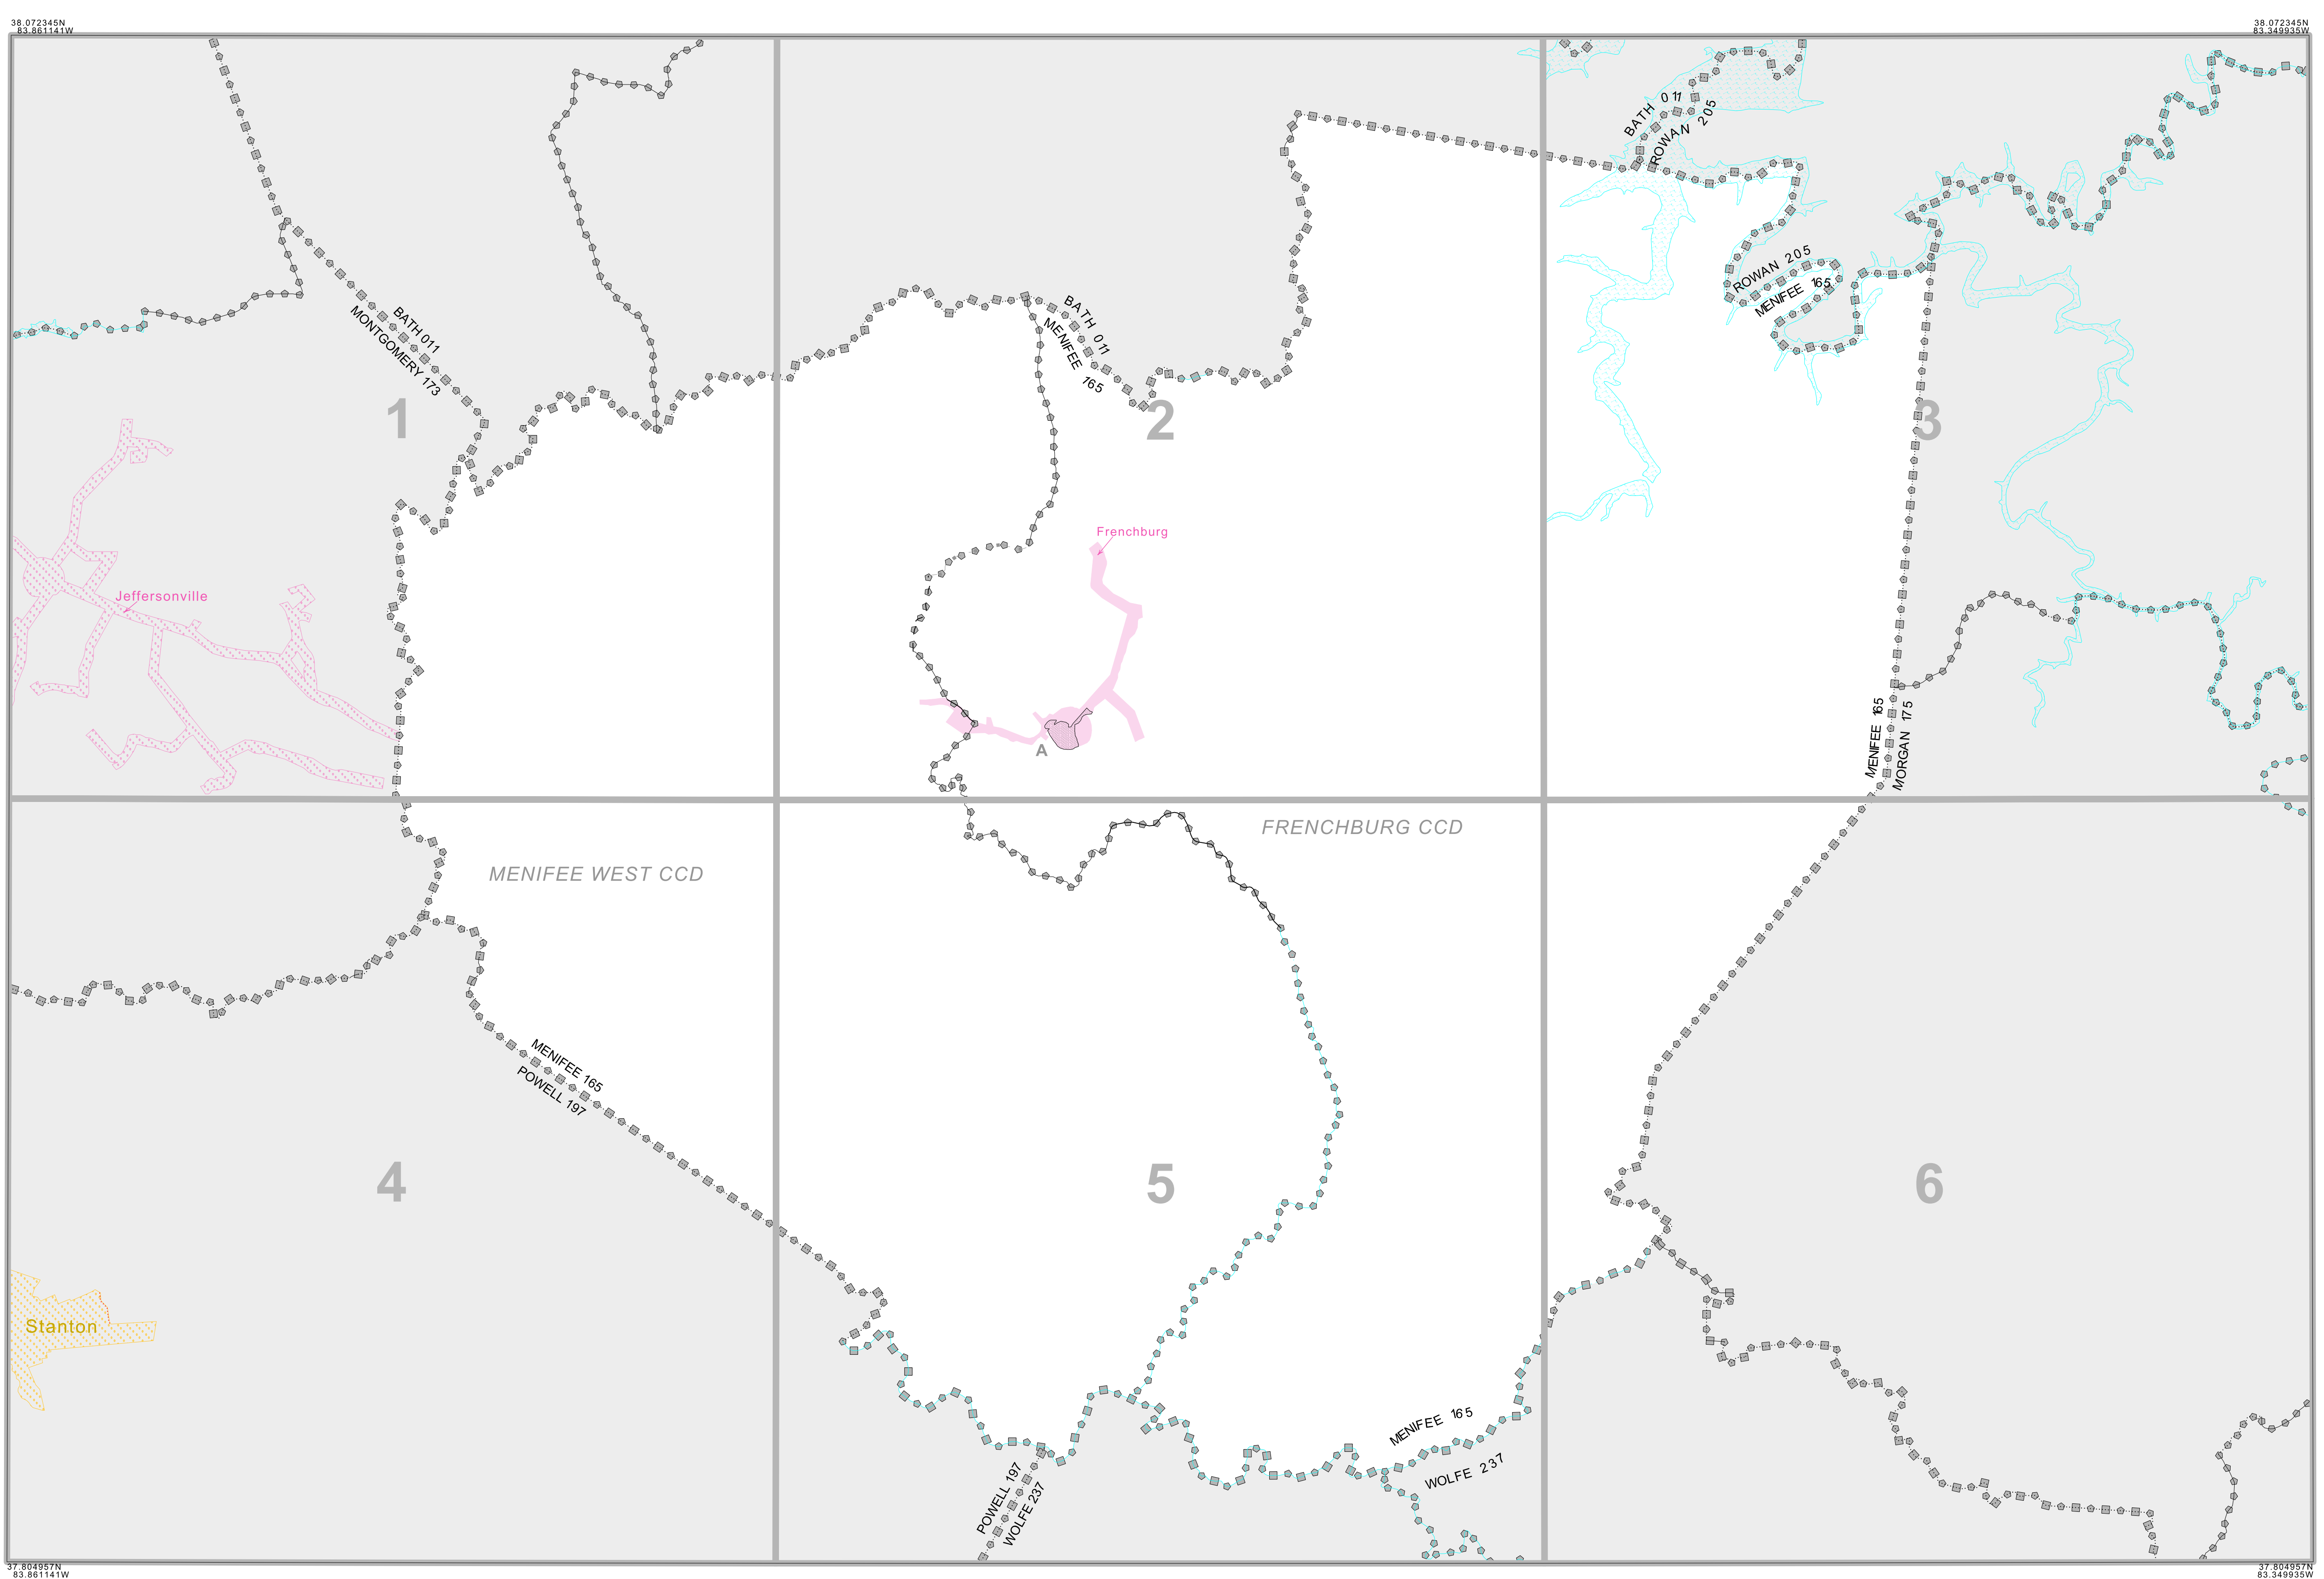 38.072345N
83.861141W
38.072345N
83.349935W
BATH 011
ROWAN 205
ROWAN 205
MENIFEE 165
BATH 011
MONTGOMERY 173
BATH 011
MENIFEE 165
1
2
3
Frenchburg
Jeffersonville
A
MENIFEE 165
MORGAN 175
FRENCHBURG CCD
MENIFEE WEST CCD
MENIFEE 165
POWELL 197
4
5
6
Stanton
MENIFEE 165
WOLFE 237
POWELL 197
WOLFE 237
37.804957N
83.861141W
37.804957N
83.349935W